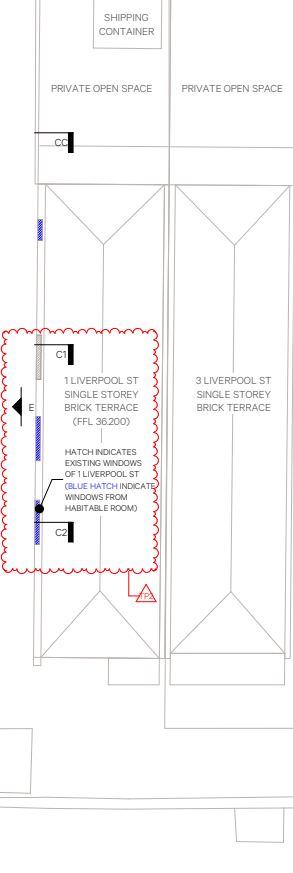 SHIPPING
CONTAINER
PRIVATE OPEN SPACE
PRIVATE OPEN SPACE
CC
C1
1 LIVERPOOL ST
SINGLE STOREY
BRICK TERRACE
(FFL 36.200)
3 LIVERPOOL ST
SINGLE STOREY
BRICK TERRACE
E
HATCH INDICATES
EXISTING WINDOWS
OF 1 LIVERPOOL ST
(BLUE HATCH INDICATE
WINDOWS FROM
HABITABLE ROOM)
C2
TP2